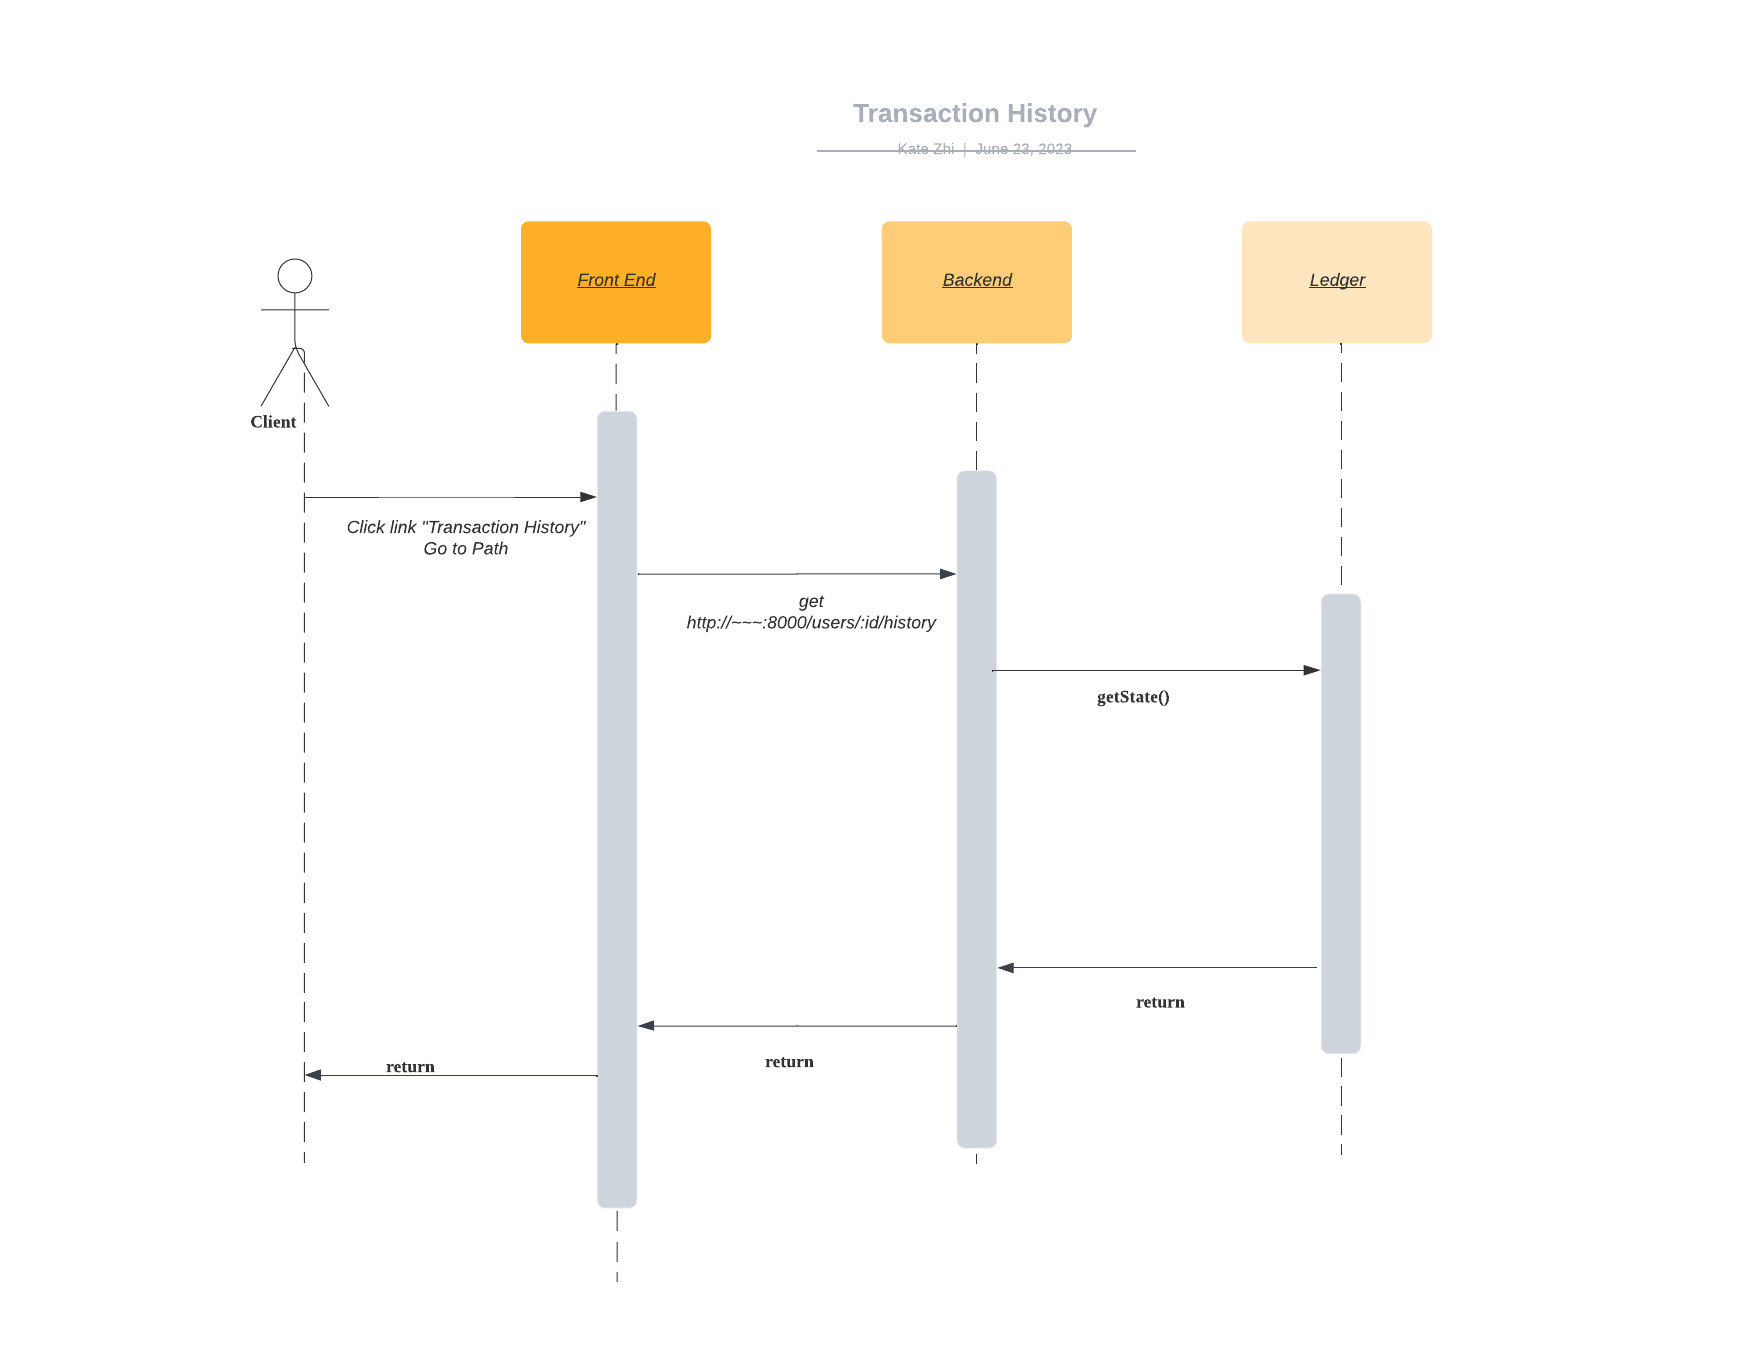 Transaction History
Kate Zhi | June 23, 2023
Front End
Backend
Ledger
Client
Click link "Transaction History"
Go to Path
get
http://~~~:8000/users/:id/history
getState()
return
return
return